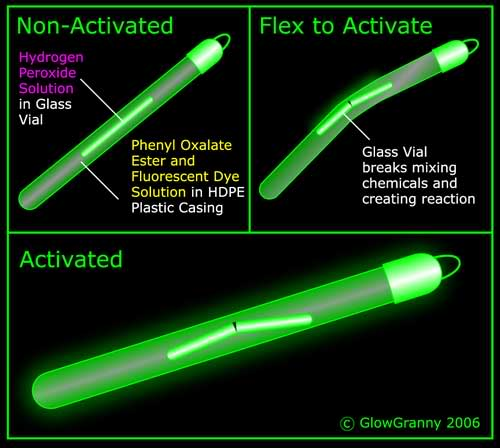 Non-Activated
Hydrogen
Peroxide
Solution
in Glass
Vial
Phenyl Oxalate
Ester and
Fluorescent Dye
Solution in HDPE
Plastic Casing
Flex to Activate
Glass Vial
breaks mixing
chemicals and
creating reaction
Activated
© GlowGranny 2006